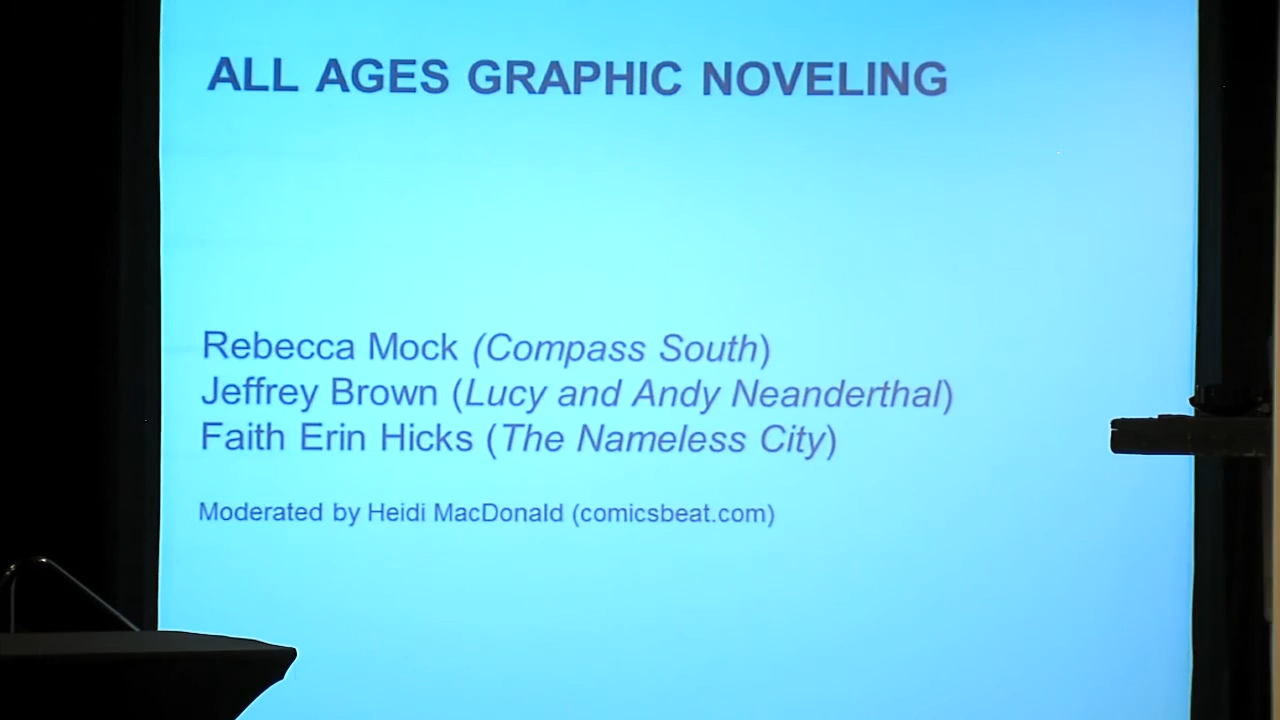 ALL AGES GRAPHIC NOVELING
Rebecca Mock (Compass South)
Jeffrey Brown (Lucy and Andy Neanderthal)
Faith Erin Hicks (The Nameless City)
Moderated by Heidi MacDonald (comicsbeat.com)